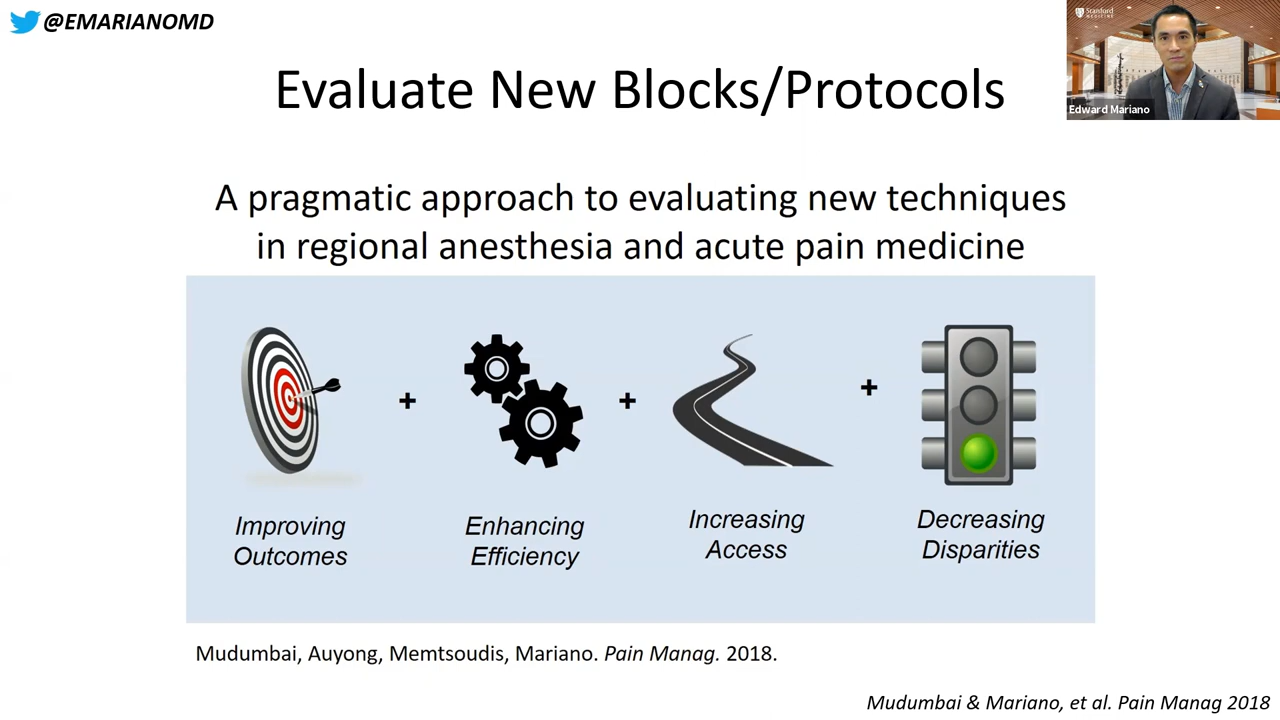 @EMARIANOMD
Stanford
MEDICINE
Edward Mariano
Evaluate New Blocks/Protocols
A pragmatic approach to evaluating new techniques
in regional anesthesia and acute pain medicine
+
+
+
Improving
Outcomes
Enhancing
Efficiency
Increasing
Access
Decreasing
Disparities
Mudumbai, Auyong, Memtsoudis, Mariano. Pain Manag. 2018.
Mudumbai & Mariano, et al. Pain Manag 2018